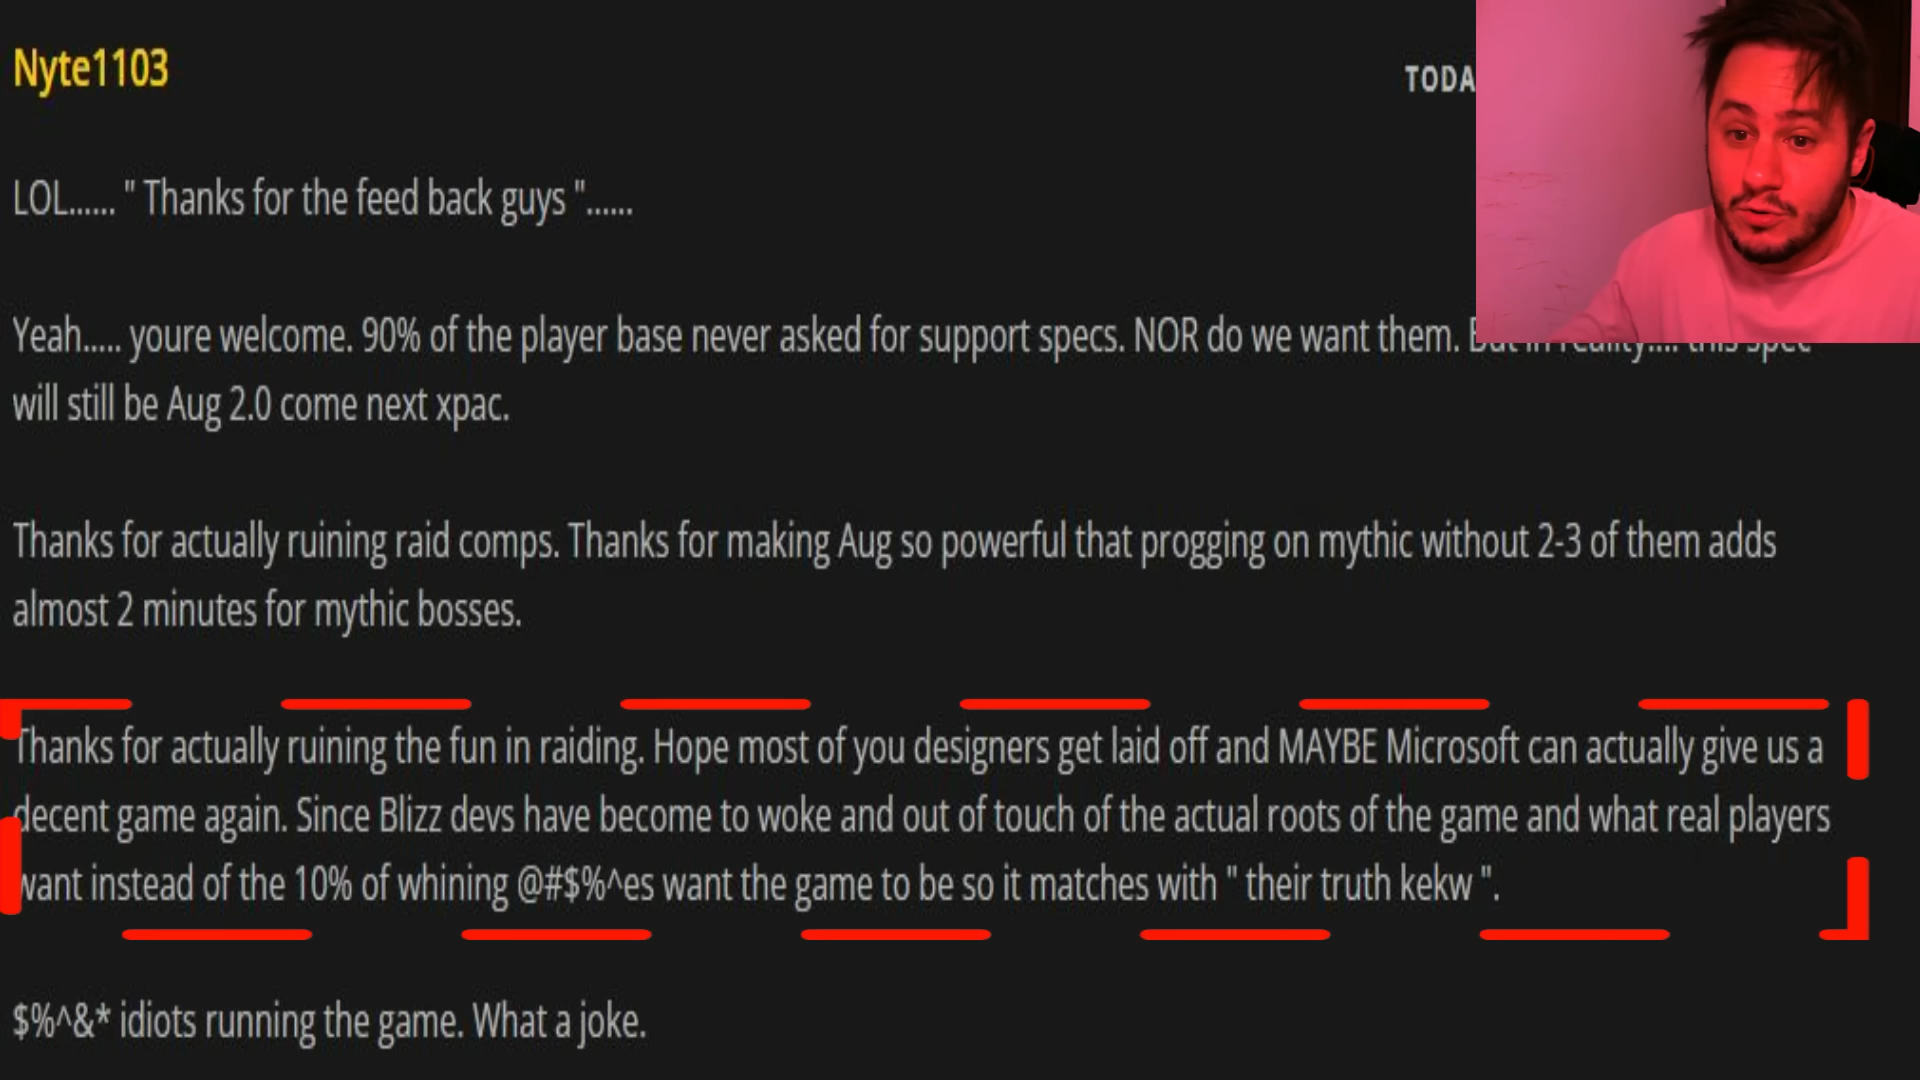 Nyte1103
TODA
LOL...... " Thanks for the feed back guys "......
Yeah..... youre welcome. 90% of the player base never asked for support specs. NOR do we want them. But in reality.... this spec
will still be Aug 2.0 come next xpac.
Thanks for actually ruining raid comps. Thanks for making Aug so powerful that progging on mythic without 2-3 of them adds
almost 2 minutes for mythic bosses.
Thanks for actually ruining the fun in raiding. Hope most of you designers get laid off and MAYBE Microsoft can actually give us a
decent game again. Since Blizz devs have become to woke and out of touch of the actual roots of the game and what real players
want instead of the 10% of whining @#$%^es want the game to be so it matches with " their truth kekw ".
$%^&* idiots running the game. What a joke.